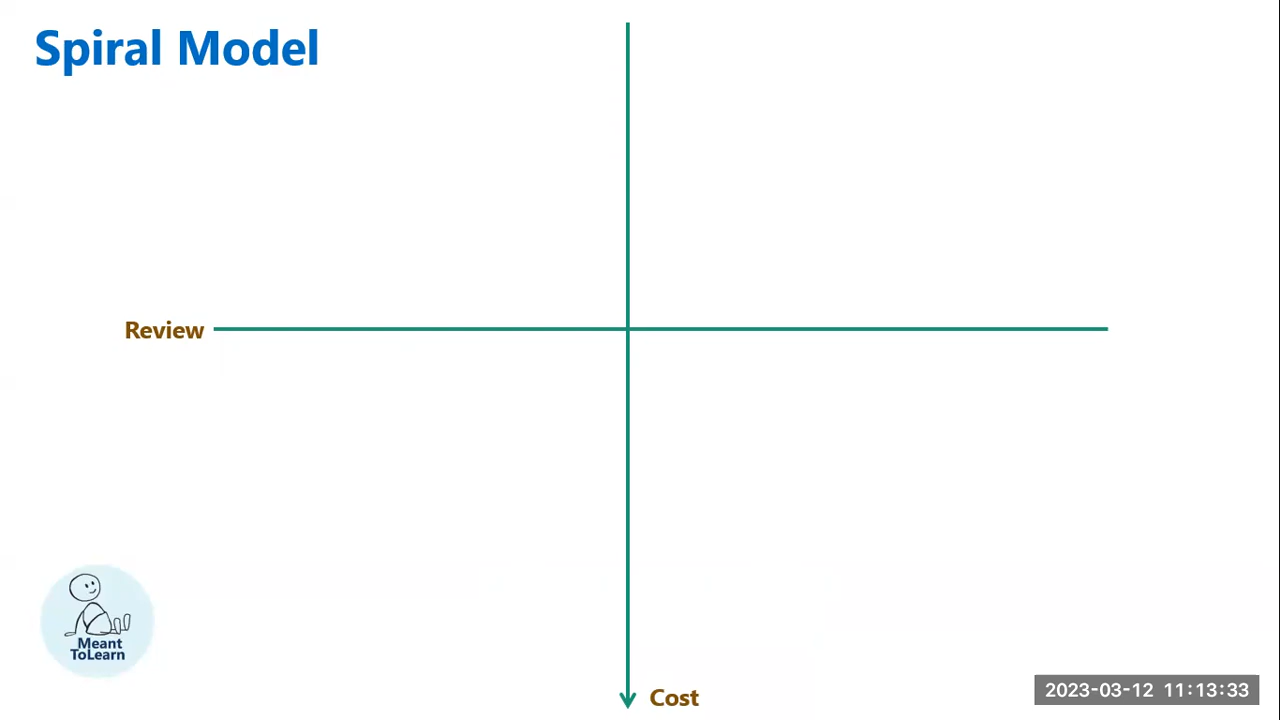 Spiral Model
Review
Meant
ToLearn
Cost
2023-03-12 11:13:33